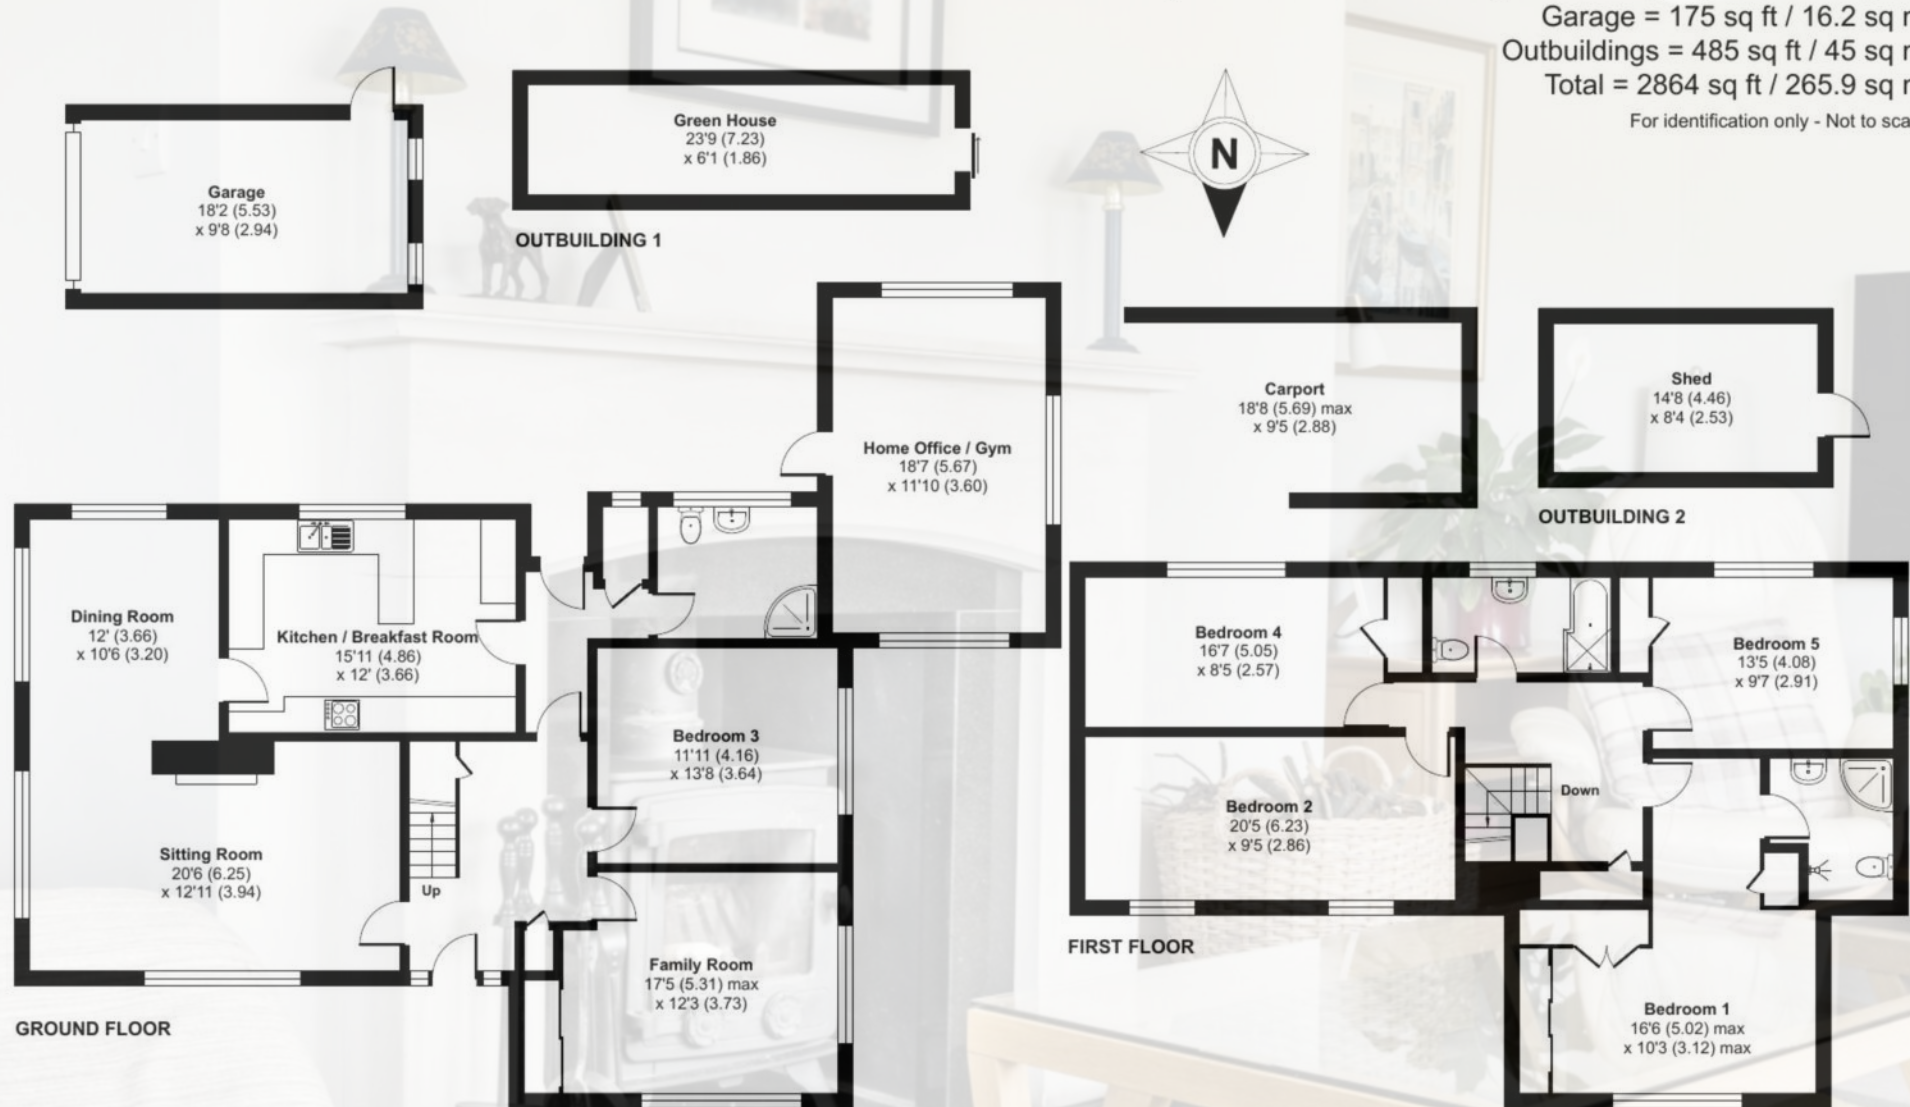 Garage = 175 sq ft / 16.2 sq
Outbuildings = 485 sq ft / 45 sq
Total = 2864 sq ft / 265.9 sq
For identification only - Not to
N
Garage
18'2 (5.53)
x 9'8 (2.94)
Green House
23'9 (7.23)
x 6'1 (1.86)
OUTBUILDING 1
Home Office / Gym
18'7 (5.67)
x 11'10 (3.60)
Carport
18'8 (5.69) max
x 9'5 (2.88)
Shed
14'8 (4.46)
x 8'4 (2.53)
OUTBUILDING 2
Dining Room
12' (3.66)
x 10'6 (3.20)
Kitchen / Breakfast Room
15'11 (4.86)
x 12' (3.66)
Bedroom 3
11'11 (4.16)
x 13'8 (3.64)
Sitting Room
20'6 (6.25)
x 12'11 (3.94)
Up
Family Room
17'5 (5.31) max
x 12'3 (3.73)
GROUND FLOOR
Bedroom 4
16'7 (5.05)
x 8'5 (2.57)
Bedroom 5
13'5 (4.08)
x 9'7 (2.91)
Bedroom 2
20'5 (6.23)
x 9'5 (2.86)
Down
FIRST FLOOR
Bedroom 1
16'6 (5.02) max
x 10'3 (3.12) max